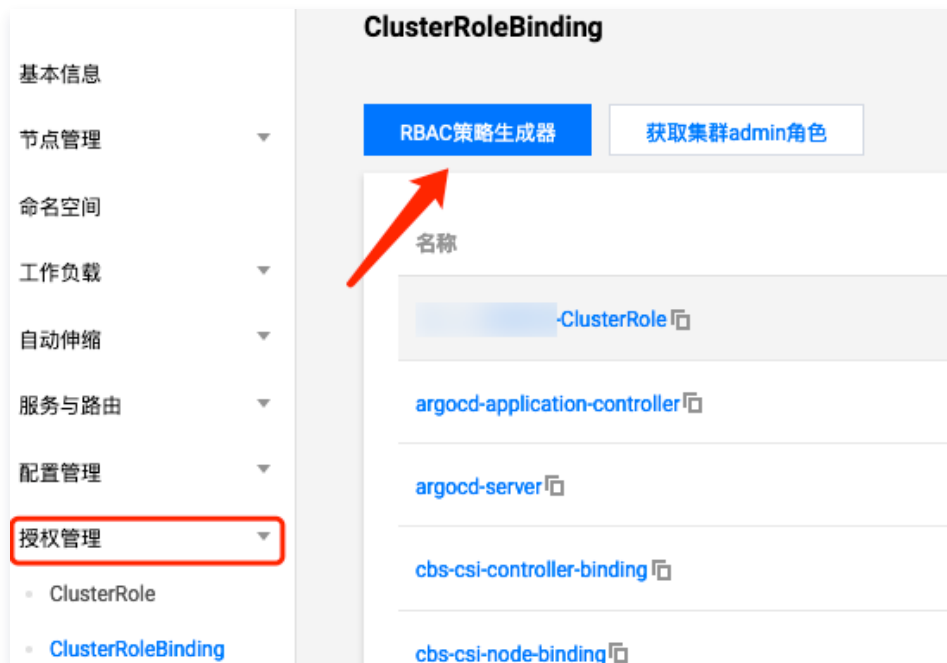 ClusterRoleBinding
基本信息
节点管理
命名空间
工作负载
自动伸缩
服务与路由
配置管理
授权管理
ClusterRole
ClusterRoleBinding
RBAC策略生成器
获取集群admin角色
名称
-ClusterRole
argocd-application-controller
argocd-server
cbs-csi-controller-binding
cbs-csi-node-binding